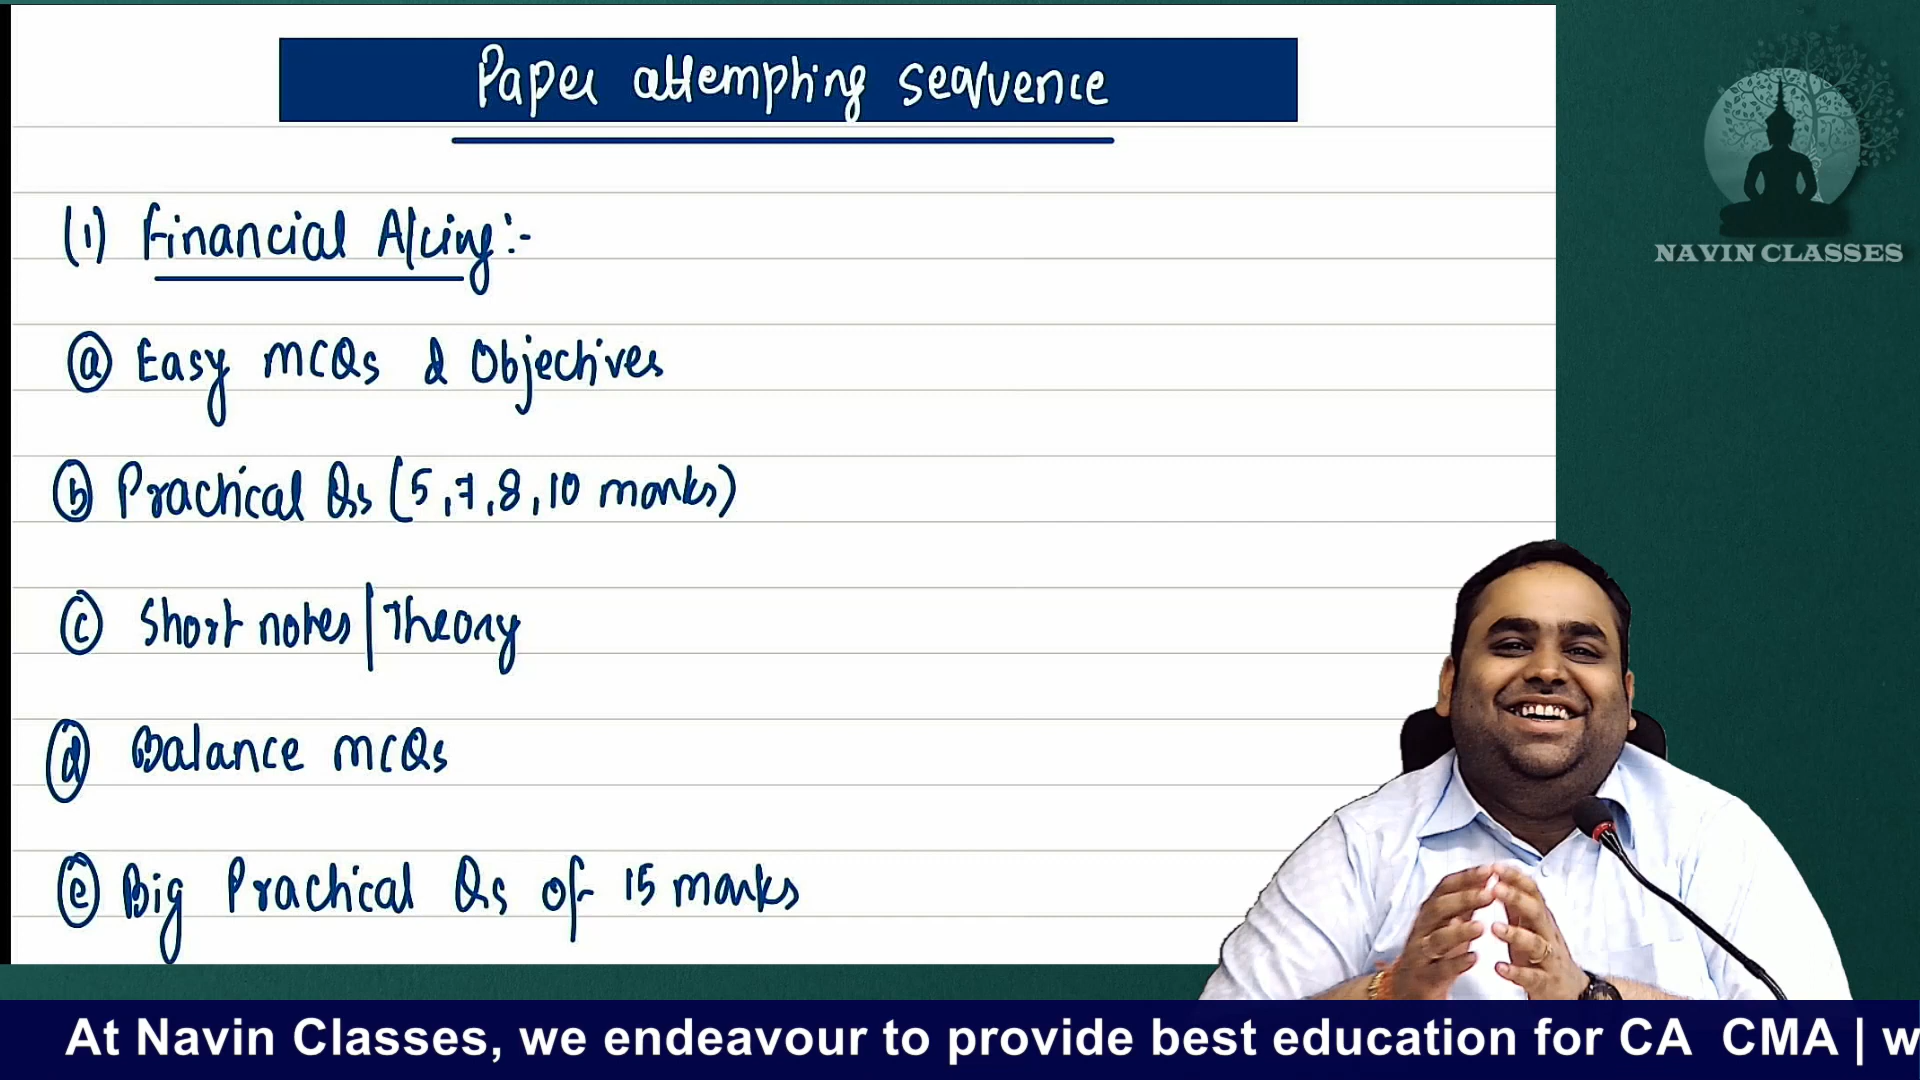 Paper attempting sequence
NAVIN CLASSES
(1) Financial A/cing:-
(a) Easy MCQs & Objectives
(b) Practical Qs (5,7,8,10 marks)
(c) Short notes | Theory
(d) Balance MCQs
(e) Big Practical Qs of 15 marks
At Navin Classes, we endeavour to provide best education for CA CMA | w